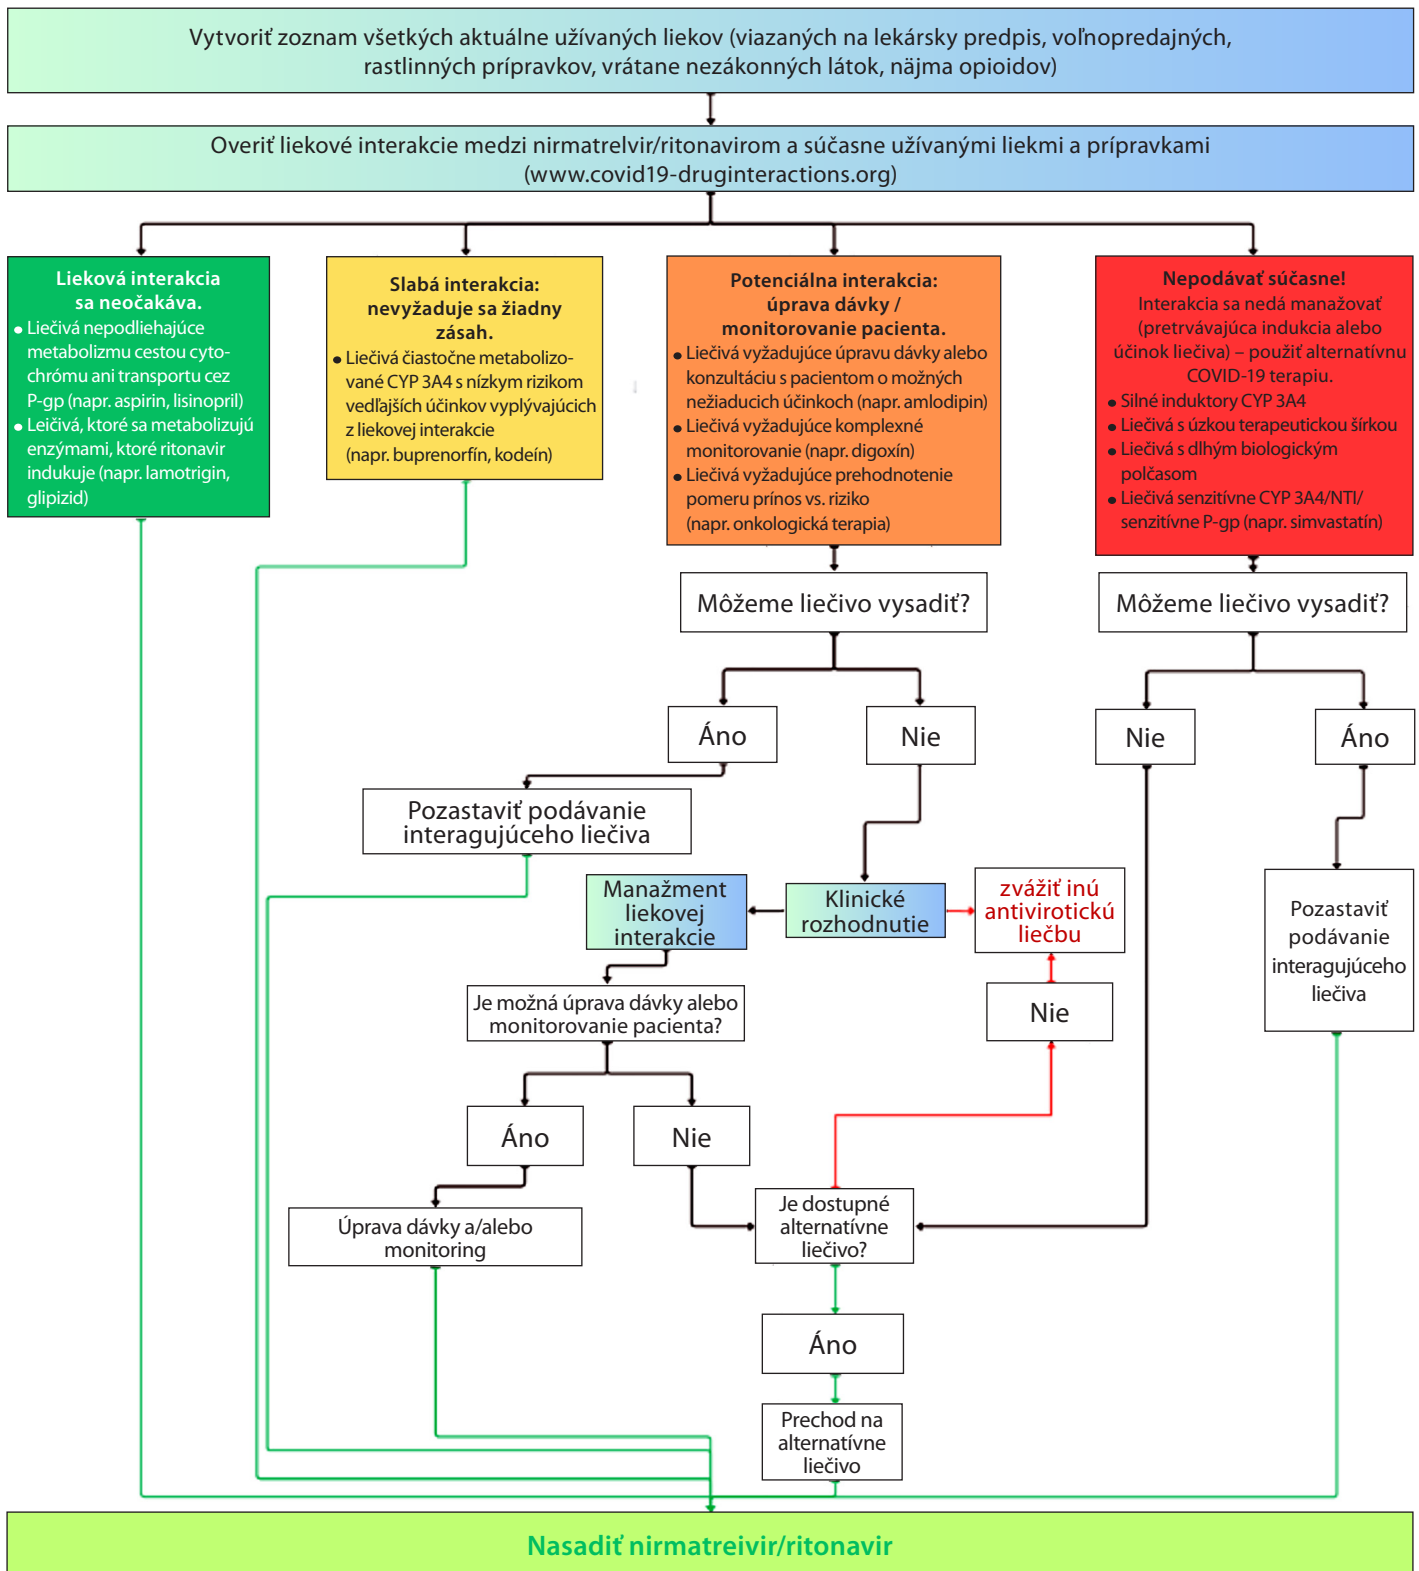 Vytvoriť zoznam všetkých aktuálne užívaných liekov (viazaných na lekársky predpis, voľnopredajných,
rastlinných prípravkov, vrátane nezákonných látok, näjma opioidov)
Overiť liekové interakcie medzi nirmatrelvir/ritonavirom a súčasne užívanými liekmi a prípravkami
(www.covid19-druginteractions.org)
Lieková interakcia
sa neočakáva.
• Liečivá nepodliehajúce
metabolizmu cestou cyto-
chrómu ani transportu cez
P-gp (napr. aspirin, lisinopril)
• Leičivá, ktoré sa metabolizujú
enzýmami, ktoré ritonavir
indukuje (napr. lamotrigin,
glipizid)
Slabá interakcia:
nevyžaduje sa žiadny
zásah.
• Liečivá čiastočne metabolizo-
vané CYP 3A4 s nízkym rizikom
vedľajších účinkov vyplývajúcich
z liekovej interakcie
(napr. buprenorfín, kodeín)
Potenciálna interakcia:
úprava dávky /
monitorovanie pacienta.
• Liečivá vyžadujúce úpravu dávky alebo
konzultáciu s pacientom o možných
nežiaducich účinkoch (napr. amlodipin)
• Liečivá vyžadujúce komplexné
monitorovanie (napr. digoxín)
• Liečivá vyžadujúce prehodnotenie
pomeru prínos vs. riziko
(napr. onkologická terapia)
Nepodávať súčasne!
Interakcia sa nedá manažovať
(pretrvávajúca indukcia alebo
účinok liečiva) – použiť alternatívnu
COVID-19 terapiu.
• Silné induktory CYP 3A4
• Liečivá s úzkou terapeutickou šírkou
• Liečivá s dlhým biologickým
polčasom
• Liečivá senzitívne CYP 3A4/NTI/
senzitívne P-gp (napr. simvastatín)
Môžeme liečivo vysadiť?
Môžeme liečivo vysadiť?
Áno
Nie
Nie
Áno
Pozastaviť podávanie
interagujúceho liečiva
Manažment
liekovej
interakcie
Klinické
rozhodnutie
zvážiť inú
antivirotickú
liečbu
Pozastaviť
podávanie
interagujúceho
liečiva
Je možná úprava dávky alebo
monitorovanie pacienta?
Nie
Áno
Nie
Úprava dávky a/alebo
monitoring
Je dostupné
alternatívne
liečivo?
Áno
Prechod na
alternatívne
liečivo
Nasadiť nirmatreivir/ritonavir